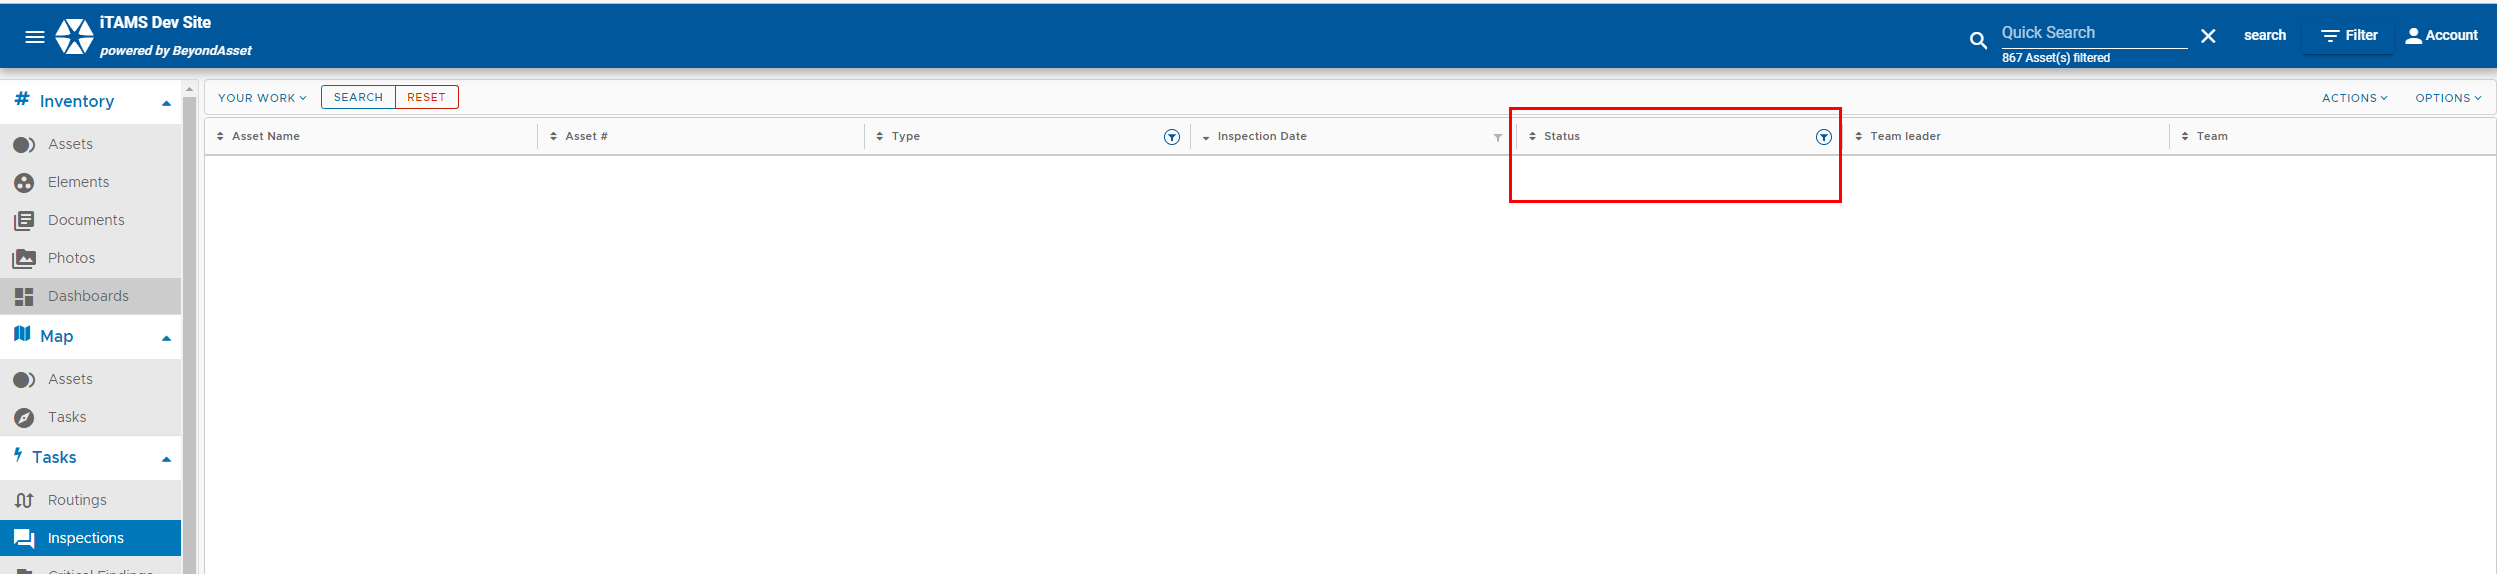 iTAMS Dev Site
powered by BeyondAsset
Quick Search
867 Asset(s) filtered
search
Filter
Account
Inventory
Assets
Elements
Documents
Photos
Dashboards
Map
Assets
Tasks
Tasks
Routings
Inspections
Critical Findings
YOUR WORK
SEARCH
RESET
ACTIONS
OPTIONS
Asset Name
Asset #
Type
Inspection Date
Status
Team leader
Team